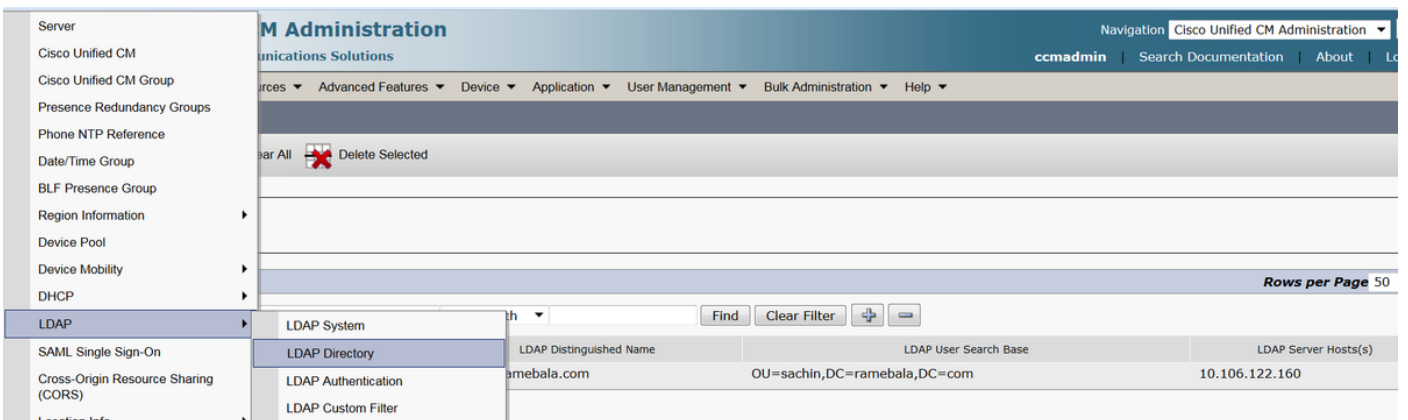 Server
M Administration
Navigation Cisco Unified CM Administration
Cisco Unified CM
unications Solutions
ccmadmin | Search Documentation | About |
Cisco Unified CM Group
Advanced Features Device Application User Management Bulk Administration Help
Presence Redundancy Groups
Phone NTP Reference
Date/Time Group
ear All Delete Selected
BLF Presence Group
Region Information
Device Pool
Device Mobility
Rows per Page 50
DHCP
Find Clear Filter
LDAP
LDAP System
SAML Single Sign-On
LDAP Directory
LDAP Distinguished Name LDAP User Search Base LDAP Server Hosts(s)
Cross-Origin Resource Sharing
(CORS)
LDAP Authentication
amebala.com OU=sachin,DC=ramebala,DC=com 10.106.122.160
LDAP Custom Filter
Location Info